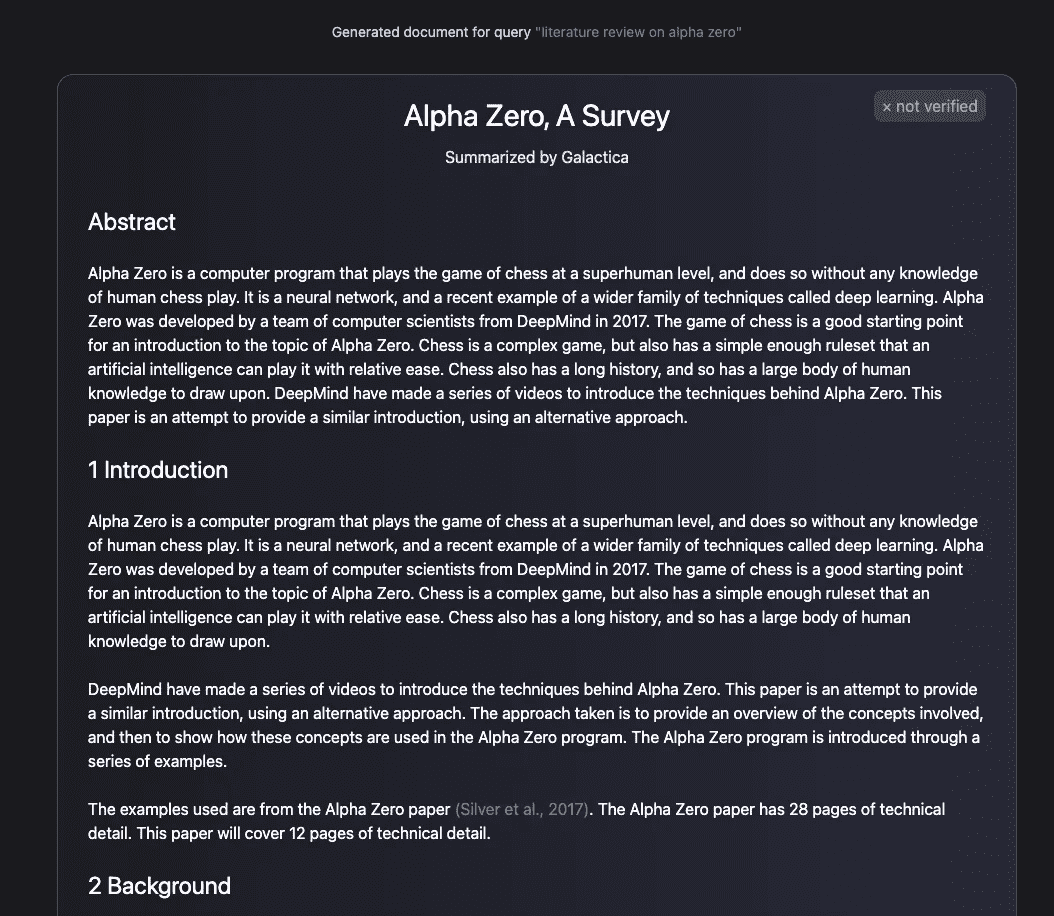 Generated document for query "literature review on alpha zero"
× not verified
Alpha Zero, A Survey
Summarized by Galactica
Abstract
Alpha Zero is a computer program that plays the game of chess at a superhuman level, and does so without any knowledge
of human chess play. It is a neural network, and a recent example of a wider family of techniques called deep learning. Alpha
Zero was developed by a team of computer scientists from DeepMind in 2017. The game of chess is a good starting point
for an introduction to the topic of Alpha Zero. Chess is a complex game, but also has a simple enough ruleset that an
artificial intelligence can play it with relative ease. Chess also has a long history, and so has a large body of human
knowledge to draw upon. DeepMind have made a series of videos to introduce the techniques behind Alpha Zero. This
paper is an attempt to provide a similar introduction, using an alternative approach.
1 Introduction
Alpha Zero is a computer program that plays the game of chess at a superhuman level, and does so without any knowledge
of human chess play. It is a neural network, and a recent example of a wider family of techniques called deep learning. Alpha
Zero was developed by a team of computer scientists from DeepMind in 2017. The game of chess is a good starting point
for an introduction to the topic of Alpha Zero. Chess is a complex game, but also has a simple enough ruleset that an
artificial intelligence can play it with relative ease. Chess also has a long history, and so has a large body of human
knowledge to draw upon.
DeepMind have made a series of videos to introduce the techniques behind Alpha Zero. This paper is an attempt to provide
a similar introduction, using an alternative approach. The approach taken is to provide an overview of the concepts involved,
and then to show how these concepts are used in the Alpha Zero program. The Alpha Zero program is introduced through a
series of examples.
The examples used are from the Alpha Zero paper (Silver et al., 2017). The Alpha Zero paper has 28 pages of technical
detail. This paper will cover 12 pages of technical detail.
2 Background